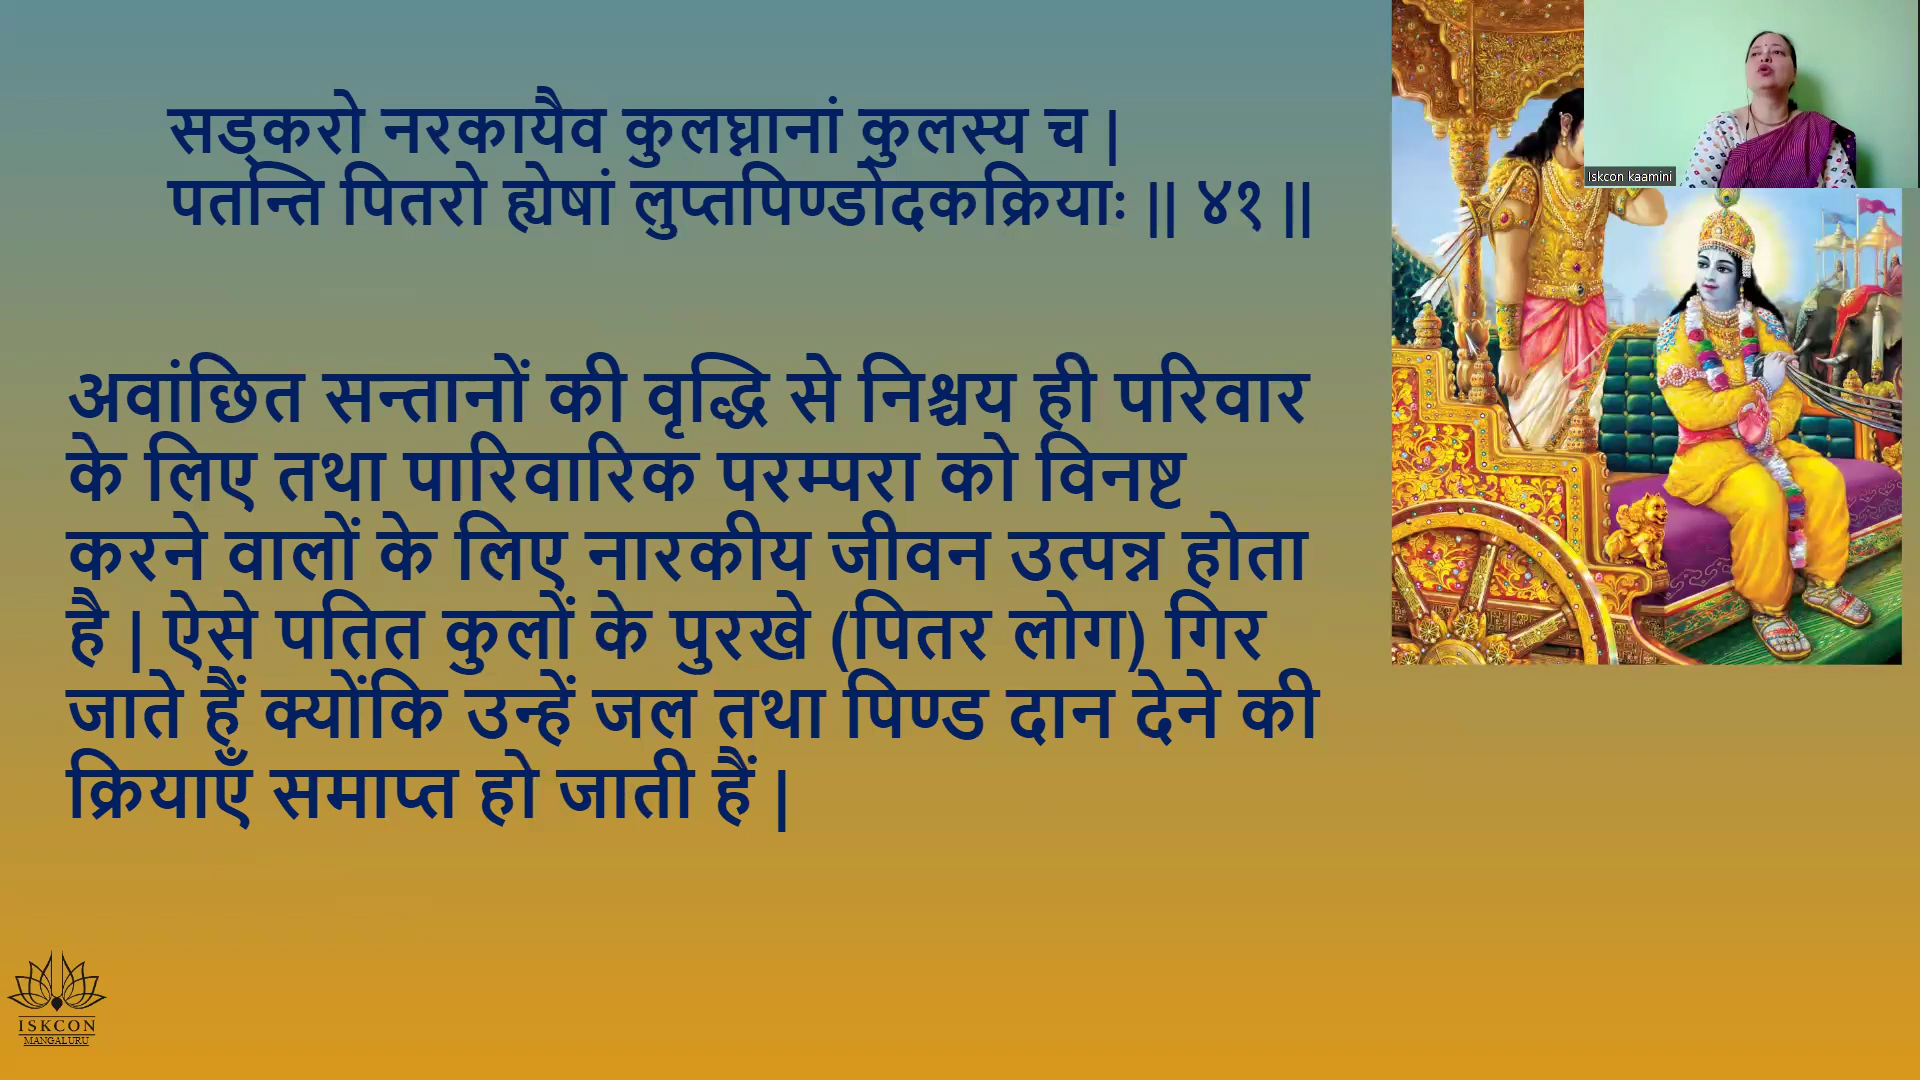 सङ्करो नरकायैव कुलघ्नानां कुलस्य च |
पतन्ति पितरो ह्येषां लुप्तपिण्डोदकक्रियाः || ४१ ||
अवांछित सन्तानों की वृद्धि से निश्चय ही परिवार
के लिए तथा पारिवारिक परम्परा को विनष्ट
करने वालों के लिए नारकीय जीवन उत्पन्न होता
है | ऐसे पतित कुलों के पुरखे (पितर लोग) गिर
जाते हैं क्योंकि उन्हें जल तथा पिण्ड दान देने की
क्रियाएँ समाप्त हो जाती हैं |
Iskcon kaamini
ISKCON
MANGALURU